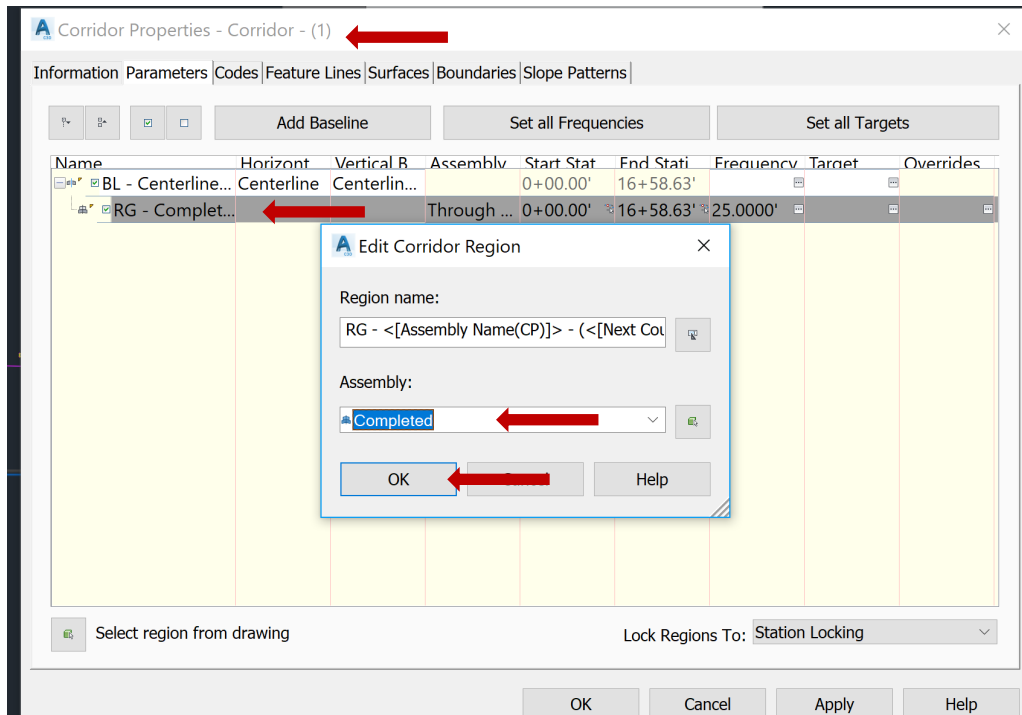 Corridor Properties - Corridor - (1)
Information Parameters Codes Feature Lines Surfaces Boundaries Slope Patterns
Add Baseline Set all Frequencies Set all Targets
Name Horizont Vertical B Assembly Start Stat End Stati Frequency Target Overrides
BL - Centerline... Centerline Centerlin... 0+00.00' 16+58.63'
RG - Complet... Through ... 0+00.00' 16+58.63' 25.0000'
Edit Corridor Region
Region name:
RG - <[Assembly Name(CP)]> - (<[Next Cou
Assembly:
Completed
OK Help
Select region from drawing
Lock Regions To: Station Locking
OK Cancel Apply Help